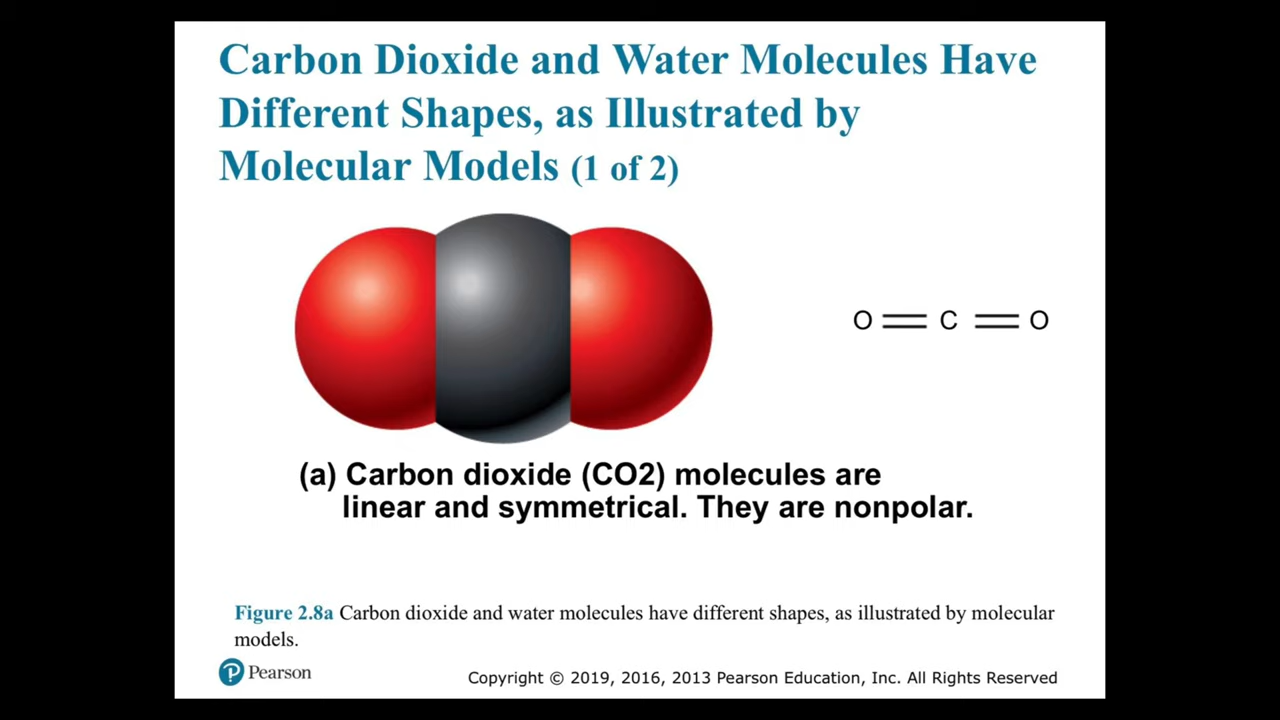 Carbon Dioxide and Water Molecules Have
Different Shapes, as Illustrated by
Molecular Models (1 of 2)
O C O
(a) Carbon dioxide (CO2) molecules are
linear and symmetrical. They are nonpolar.
Figure 2.8a Carbon dioxide and water molecules have different shapes, as illustrated by molecular
models.
P Pearson
Copyright © 2019, 2016, 2013 Pearson Education, Inc. All Rights Reserved